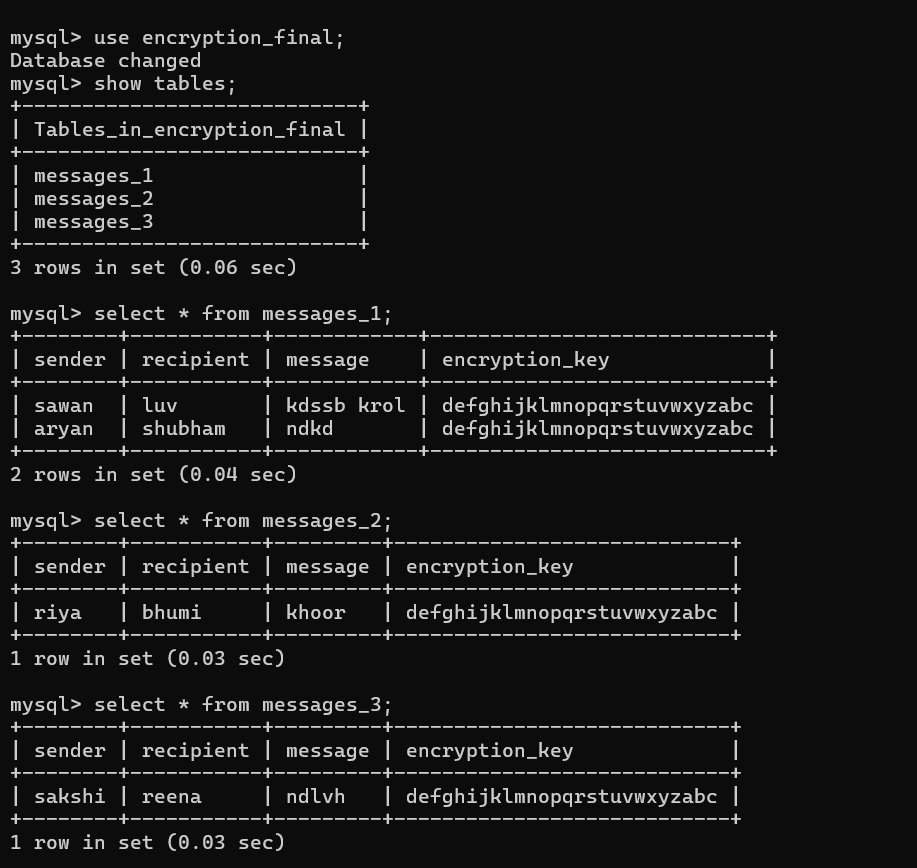 mysql> use encryption_final;
Database changed
mysql> show tables;
+----------------------------+
| Tables_in_encryption_final |
+----------------------------+
| messages_1                 |
| messages_2                 |
| messages_3                 |
+----------------------------+
3 rows in set (0.06 sec)

mysql> select * from messages_1;
+--------+-----------+------------+----------------------------+
| sender | recipient | message    | encryption_key             |
+--------+-----------+------------+----------------------------+
| sawan  | luv       | kdssb krol | defghijklmnopqrstuvwxyzabc |
| aryan  | shubham   | ndkd       | defghijklmnopqrstuvwxyzabc |
+--------+-----------+------------+----------------------------+
2 rows in set (0.04 sec)

mysql> select * from messages_2;
+--------+-----------+---------+----------------------------+
| sender | recipient | message | encryption_key             |
+--------+-----------+---------+----------------------------+
| riya   | bhumi     | khoor   | defghijklmnopqrstuvwxyzabc |
+--------+-----------+---------+----------------------------+
1 row in set (0.03 sec)

mysql> select * from messages_3;
+--------+-----------+---------+----------------------------+
| sender | recipient | message | encryption_key             |
+--------+-----------+---------+----------------------------+
| sakshi | reena     | ndlvh   | defghijklmnopqrstuvwxyzabc |
+--------+-----------+---------+----------------------------+
1 row in set (0.03 sec)